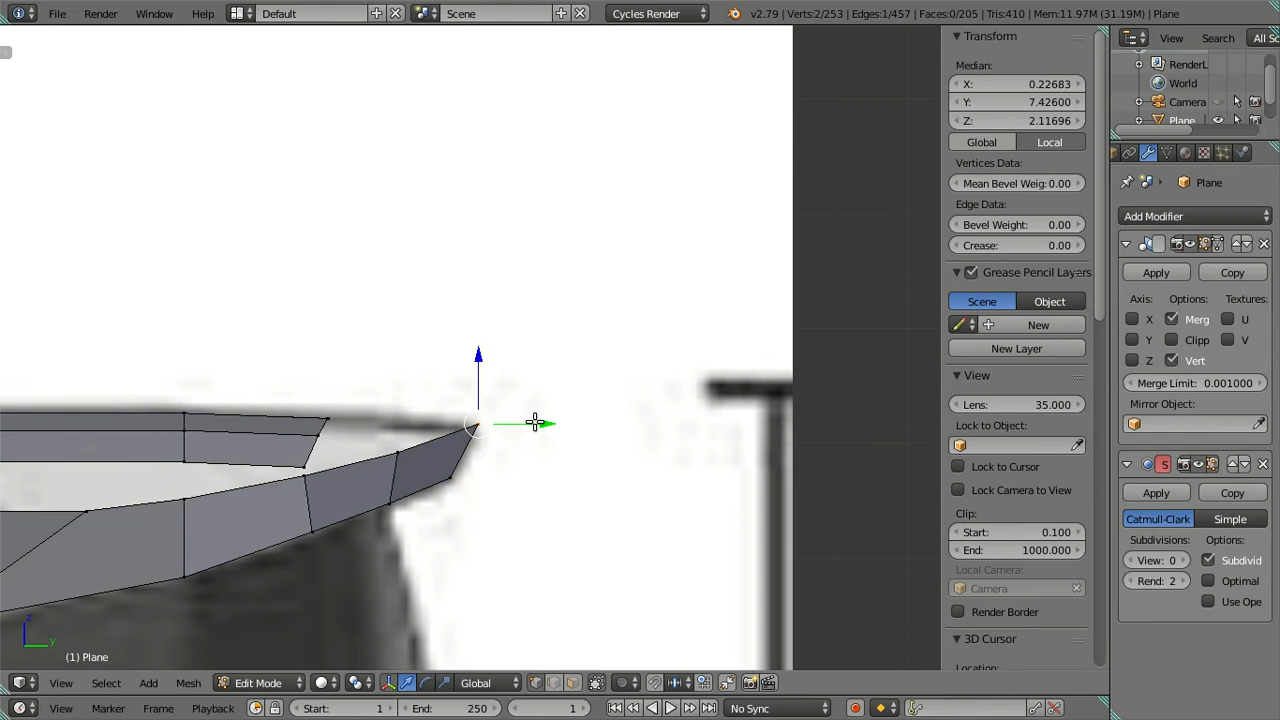 File Render Window Help Default Scene Cycles Render v2.79 | Verts:2/253 | Edges:1/457 | Faces:0/205 | Tris:410 | Mem:11.97M (31.19M) | Plane
Transform
Median:
X: 0.22683
Y: 7.42600
Z: 2.11696
Global Local
Vertices Data:
Mean Bevel Weig: 0.00
Edge Data:
Bevel Weight: 0.00
Crease: 0.00
Grease Pencil Layers
Scene Object
New
New Layer
View
Lens: 35.000
Lock to Object:
Lock to Cursor
Lock Camera to View
Clip:
Start: 0.100
End: 1000.000
Local Camera:
Camera
Render Border
3D Cursor
Location:
View Search All Sc
RenderL
World
Camera
Plane
Plane
Add Modifier
Apply Copy
Axis: Options: Textures:
X Merg U
Y Clipp V
Z Vert
Merge Limit: 0.001000
Mirror Object:
S
Apply Copy
Catmull-Clark Simple
Subdivisions: Options:
View: 0 Subdivid
Rend: 2 Optimal
Use Ope
z
y
(1) Plane
View Select Add Mesh Edit Mode Global
View Marker Frame Playback Start: 1 End: 250 1 No Sync